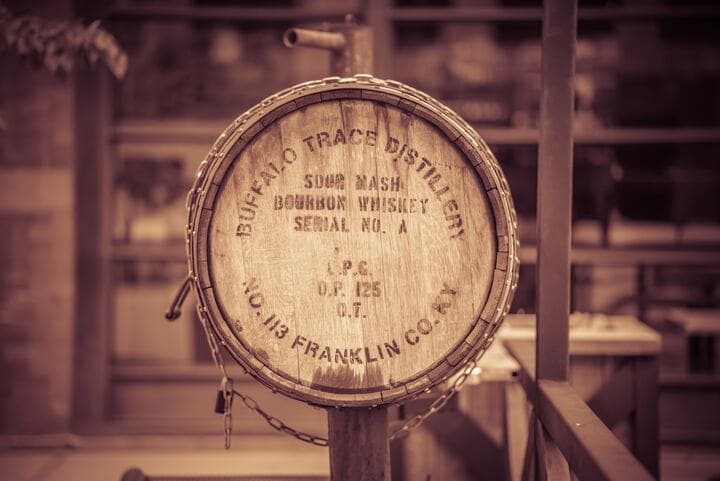 BUFFALO TRACE DISTILLERY
SOUR MASH
BOURBON WHISKEY
SERIAL NO. A
O.P.G.
O.P. 125
O.T.
NO. 113 FRANKLIN CO. KY